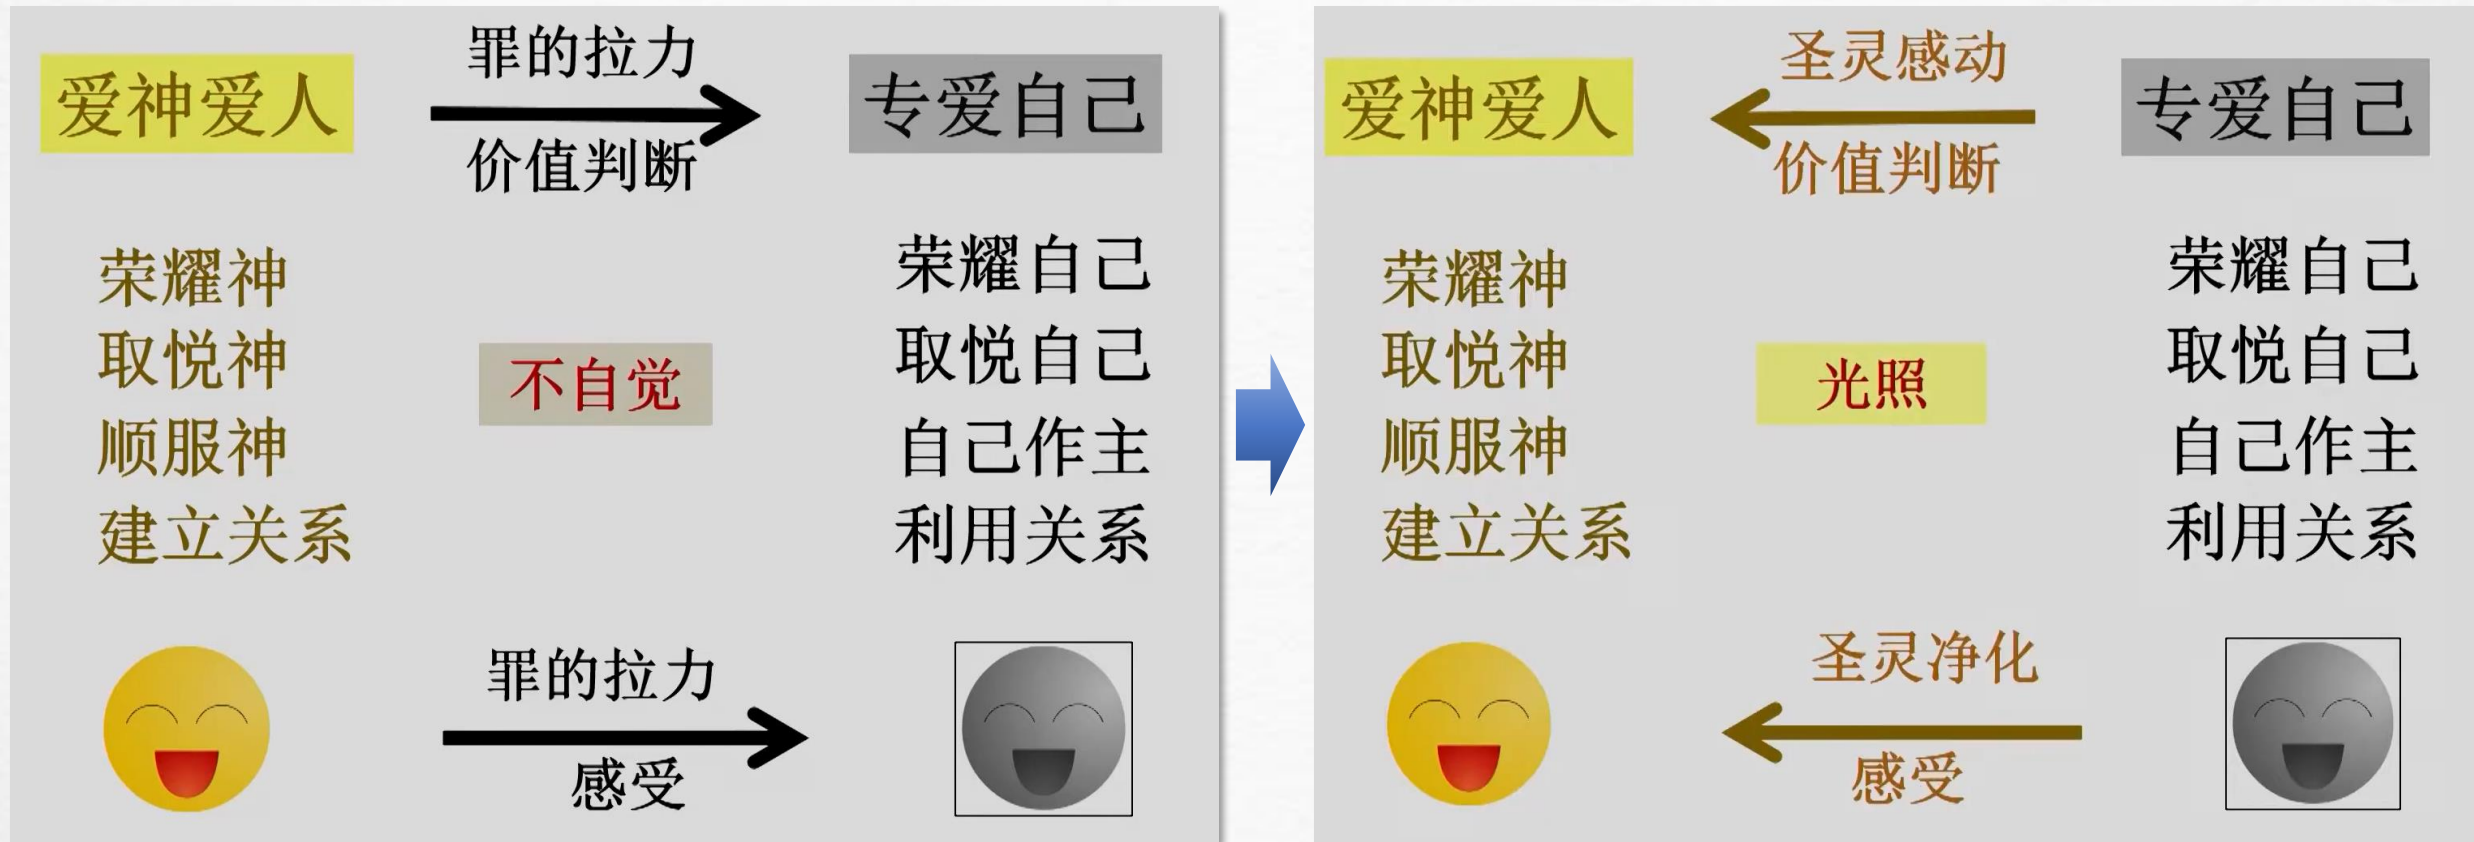 爱神爱人
罪的拉力
价值判断
专爱自己
荣耀神
取悦神
顺服神
建立关系
不自觉
荣耀自己
取悦自己
自己作主
利用关系
罪的拉力
感受
爱神爱人
圣灵感动
价值判断
专爱自己
荣耀神
取悦神
顺服神
建立关系
光照
荣耀自己
取悦自己
自己作主
利用关系
圣灵净化
感受